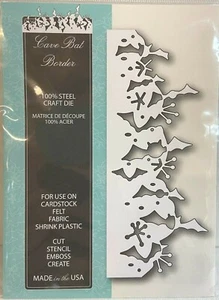 Cave Bat
Border
100% STEEL
CRAFT DIE
MATRICE DE DÉCOUPE
100% ACIER
FOR USE ON
CARDSTOCK
FELT
FABRIC
SHRINK PLASTIC
CUT
STENCIL
EMBOSS
CREATE
MADE in the USA